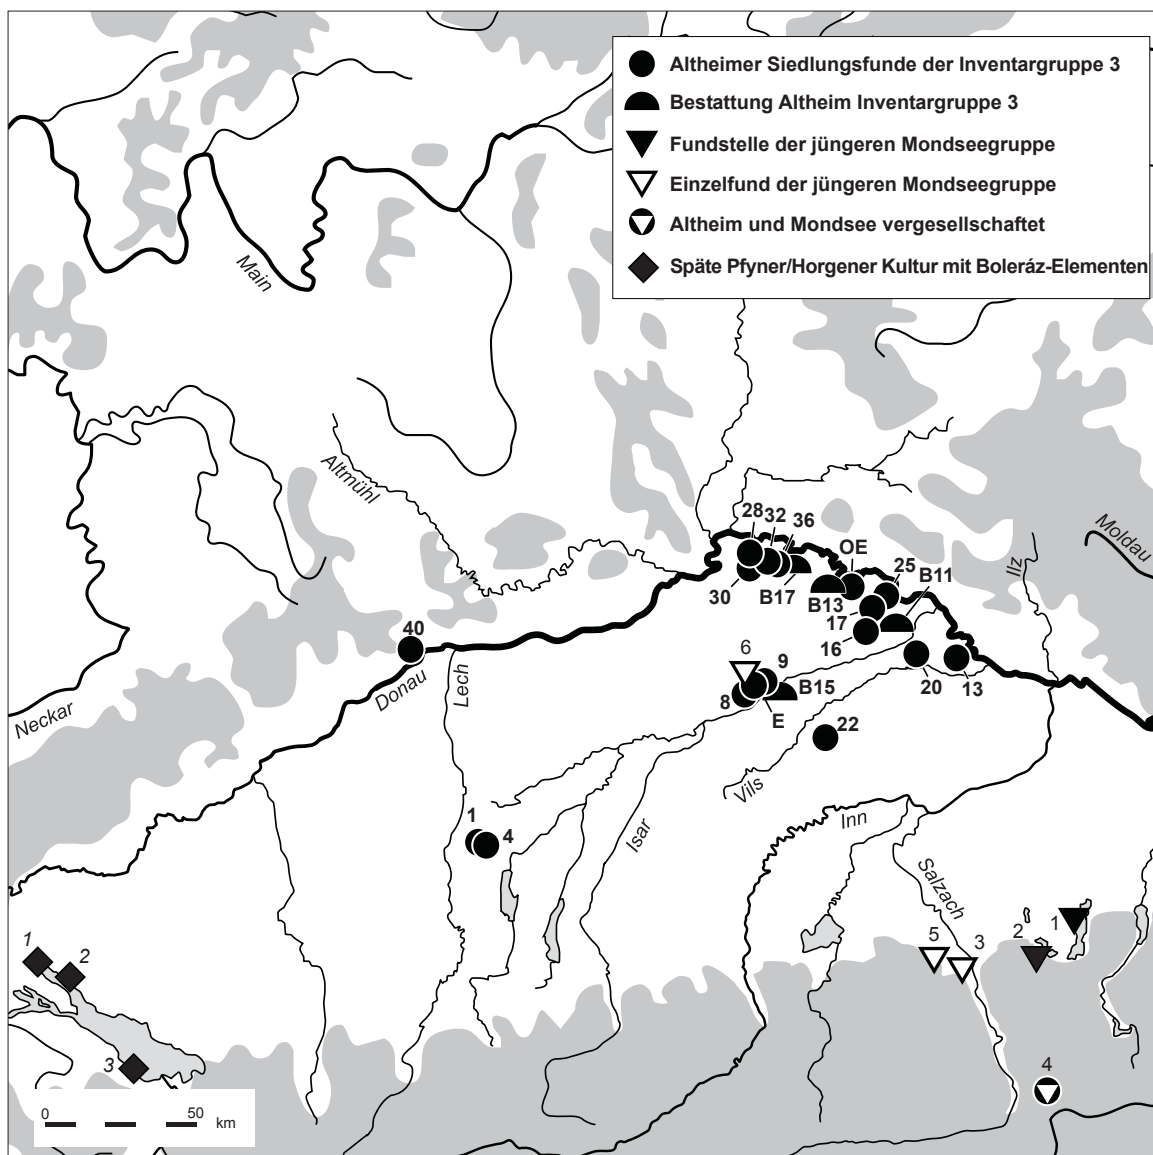 Altheimer Siedlungsfunde der Inventargruppe 3
Bestattung Altheim Inventargruppe 3
Fundstelle der jüngeren Mondseegruppe
Einzelfund der jüngeren Mondseegruppe
Altheim und Mondsee vergesellschaftet
Späte Pfyner/Horgener Kultur mit Boleráz-Elementen
Main
Altmühl
28
32
36
OE
25
B11
Moldau
Ilz
30
B17
B13
17
16
40
Donau
Lech
Neckar
6
9
8
B15
E
20
13
22
Vils
1
4
Isar
Inn
Salzach
1
2
5
3
1
2
3
4
0
50
km